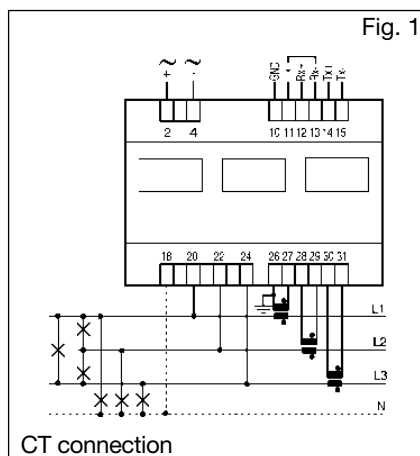 Fig. 1
GND * Rx+ Rx- Tx+ Tx-
+ -
2 4 10 11 12 13 14 15
18 20 22 24 26 27 28 29 30 31
L1
L2
L3
N
CT connection